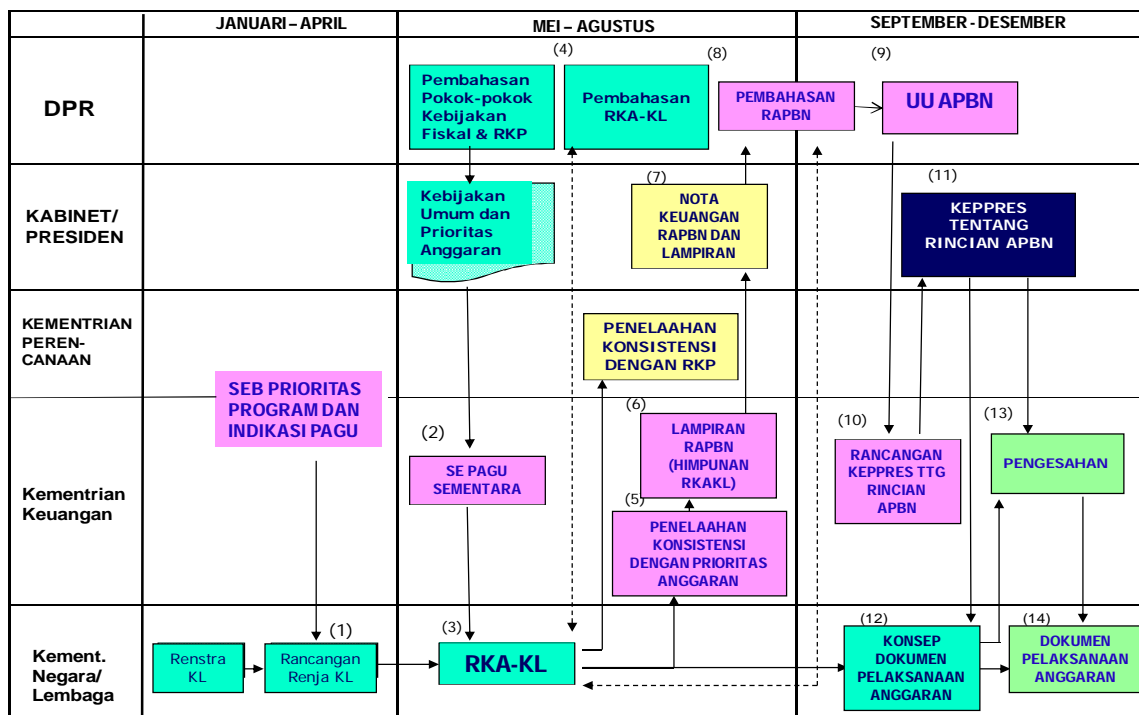 JANUARI – APRIL
MEI – AGUSTUS
SEPTEMBER - DESEMBER
DPR
(4)
(8)
(9)
Pembahasan
Pokok-pokok
Kebijakan
Fiskal & RKP
Pembahasan
RKA-KL
PEMBAHASAN
RAPBN
UU APBN
KABINET/
PRESIDEN
Kebijakan
Umum dan
Prioritas
Anggaran
(7)
NOTA
KEUANGAN
RAPBN DAN
LAMPIRAN
(11)
KEPPRES
TENTANG
RINCIAN APBN
KEMENTRIAN
PEREN-
CANAAN
PENELAAHAN
KONSISTENSI
DENGAN RKP
SEB PRIORITAS
PROGRAM DAN
INDIKASI PAGU
Kementrian
Keuangan
(2)
SE PAGU
SEMENTARA
(6)
LAMPIRAN
RAPBN
(HIMPUNAN
RKAKL)
(5)
PENELAAHAN
KONSISTENSI
DENGAN PRIORITAS
ANGGARAN
(10)
RANCANGAN
KEPPRES TTG
RINCIAN
APBN
(13)
PENGESAHAN
Kement.
Negara/
Lembaga
Renstra
KL
(1)
Rancangan
Renja KL
(3)
RKA-KL
(12)
KONSEP
DOKUMEN
PELAKSANAAN
ANGGARAN
(14)
DOKUMEN
PELAKSANAAN
ANGGARAN